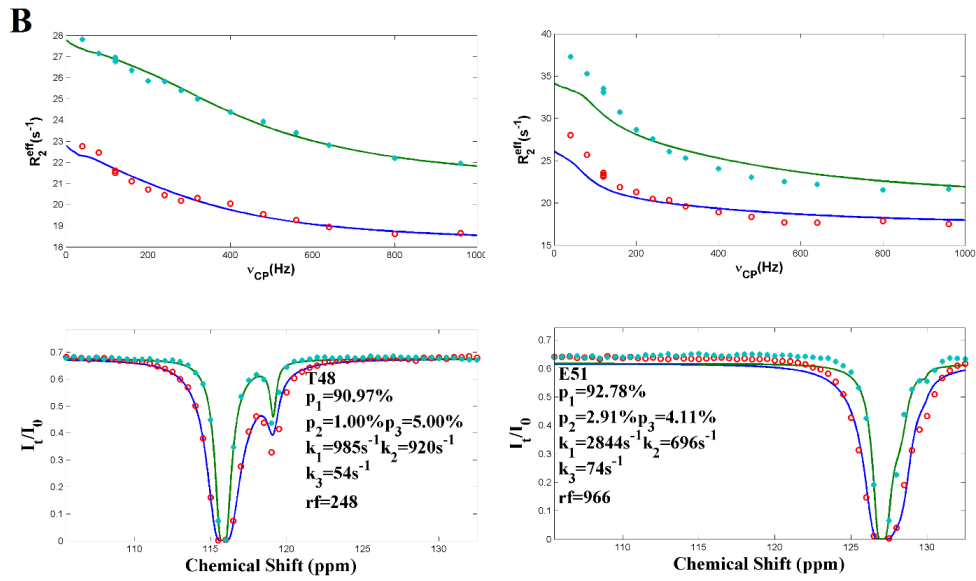 B
28
27
26
25
24
23
22
21
20
19
18
0 200 400 600 800 1000
R2eff(s-1)
νCP(Hz)
40
35
30
25
20
15
0 200 400 600 800 1000
R2eff(s-1)
νCP(Hz)
0.7
0.6
0.5
0.4
0.3
0.2
0.1
0
115 120 125 130
It/I0
Chemical Shift (ppm)
T48
p1=90.97%
p2=1.00%p3=5.00%
k1=985s-1k2=920s-1
k3=54s-1
rf=248
0.7
0.6
0.5
0.4
0.3
0.2
0.1
0
110 115 120 125 130
It/I0
Chemical Shift (ppm)
E51
p1=92.78%
p2=2.91%p3=4.11%
k1=2844s-1k2=696s-1
k3=74s-1
rf=966